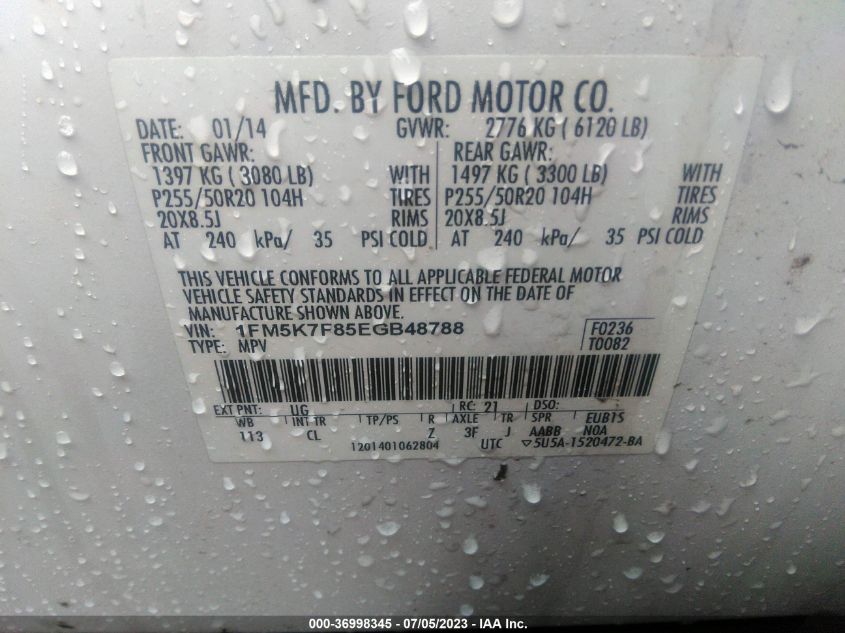 MFD. BY FORD MOTOR CO.
DATE: 01/14 GVWR: 2776 KG ( 6120 LB)
FRONT GAWR: REAR GAWR:
1397 KG ( 3080 LB) WITH 1497 KG ( 3300 LB) WITH
P255/50R20 104H TIRES P255/50R20 104H TIRES
20X8.5J RIMS 20X8.5J RIMS
AT 240 kPa/ 35 PSI COLD AT 240 kPa/ 35 PSI COLD
THIS VEHICLE CONFORMS TO ALL APPLICABLE FEDERAL MOTOR
VEHICLE SAFETY STANDARDS IN EFFECT ON THE DATE OF
MANUFACTURE SHOWN ABOVE.
VIN: 1FM5K7F85EGB48788 F0236
TYPE: MPV T0082
EXT PNT: UG RC: 21 DSO:
WB INT TR TP/PS R AXLE TR SPR EUB1S
113 CL Z 3F J AABB N0A
1201401062804 UTC ▽5U5A-1520472-BA
000-36998345 - 07/05/2023 - IAA Inc.